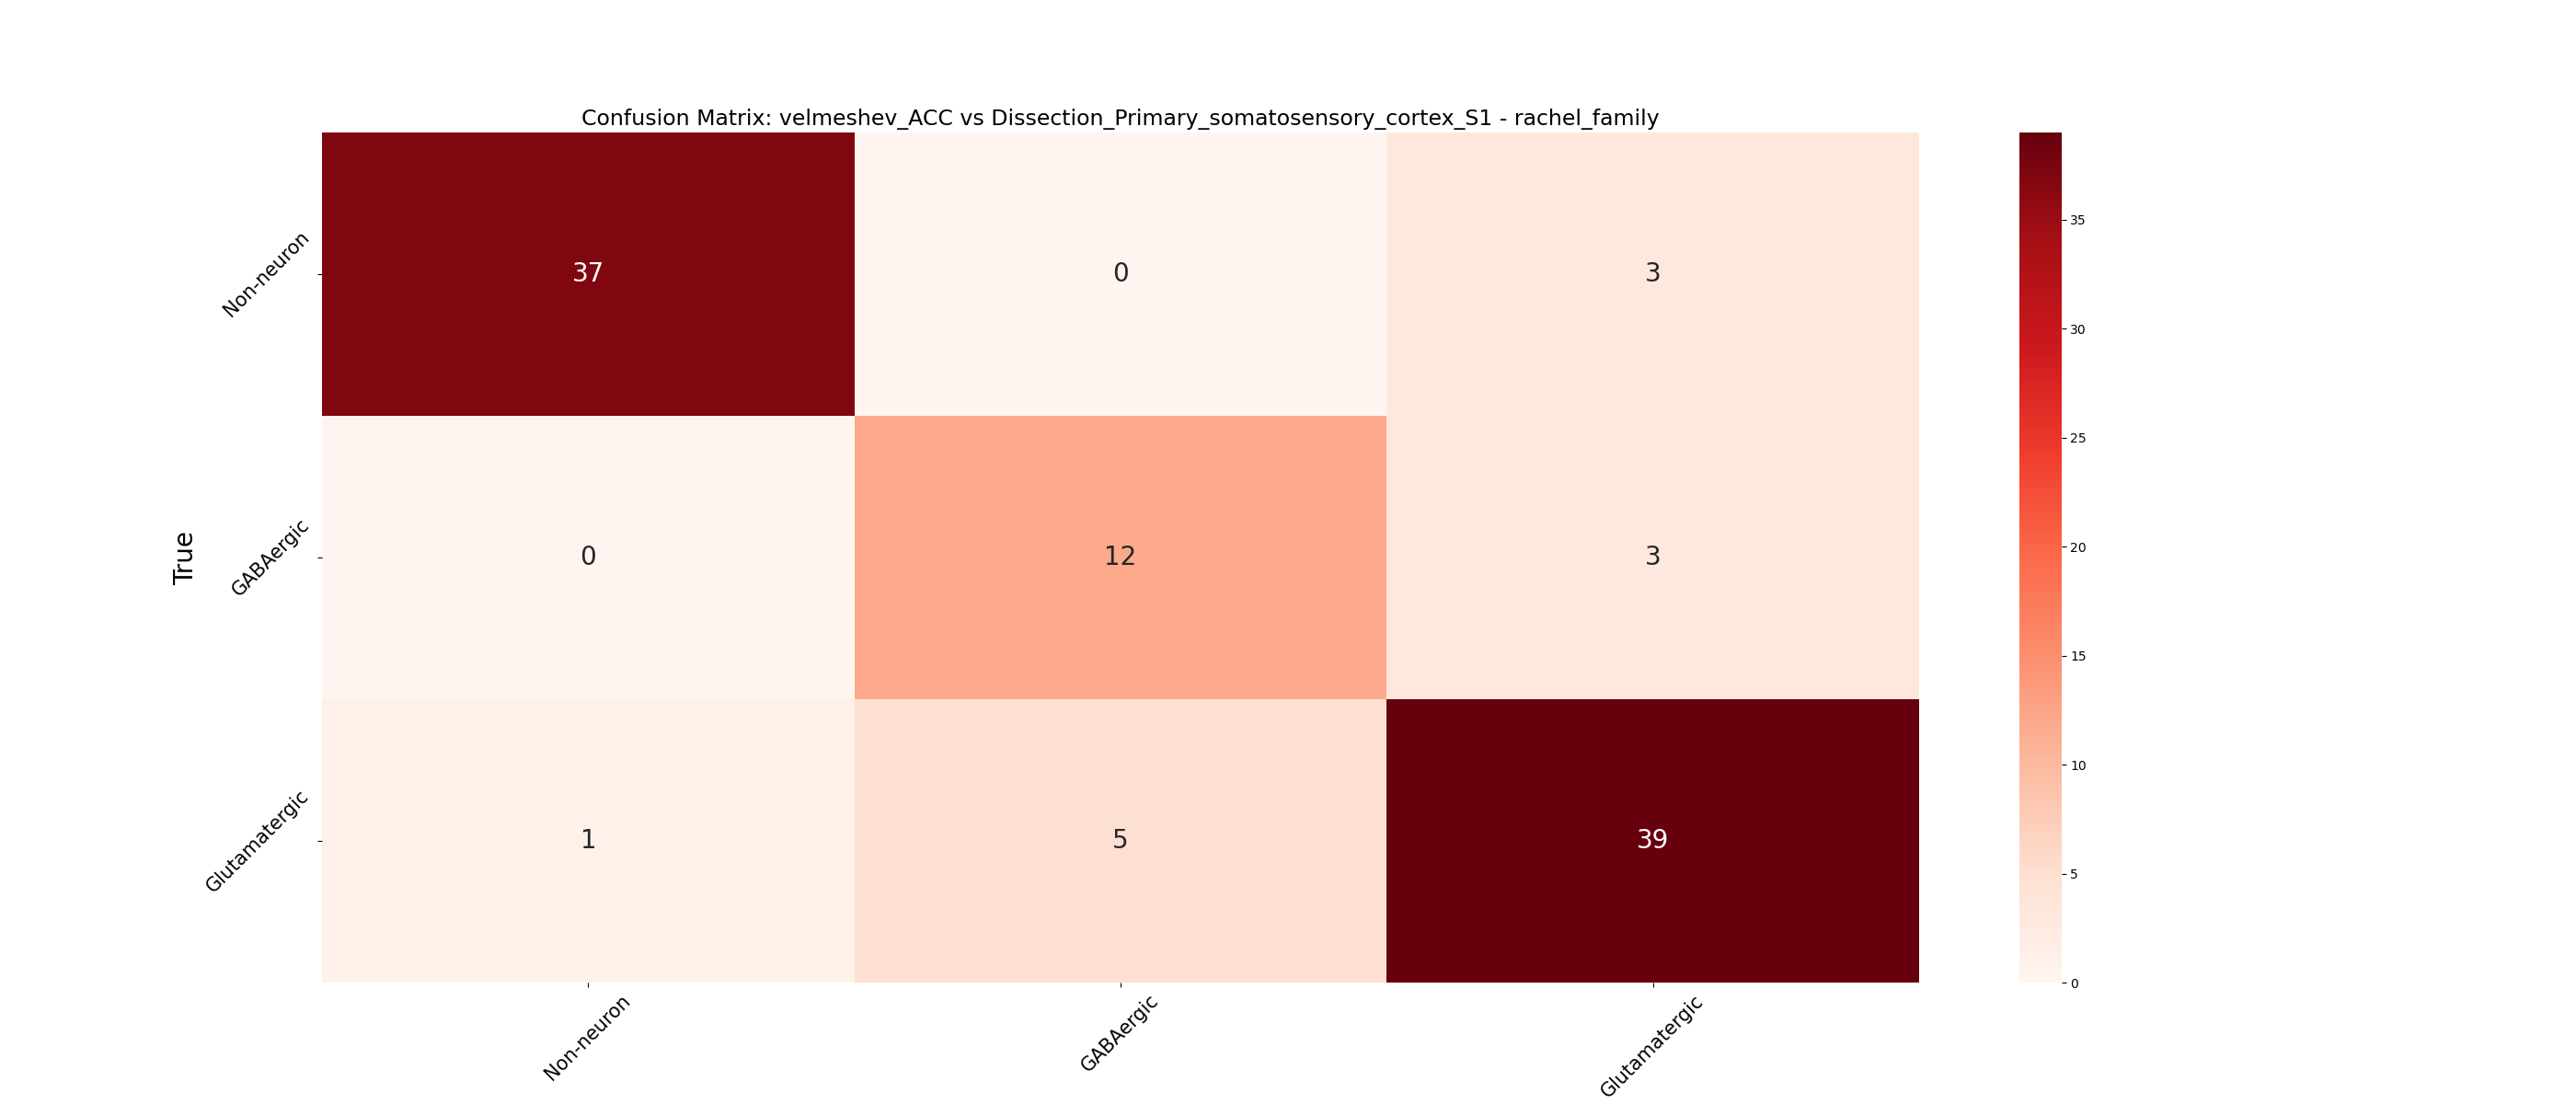 Confusion Matrix: velmeshev_ACC vs Dissection_Primary_somatosensory_cortex_S1 - rachel_family
True
Non-neuron
37
0
3
GABAergic
0
12
3
Glutamatergic
1
5
39
Non-neuron
GABAergic
Glutamatergic
35
30
25
20
15
10
5
0